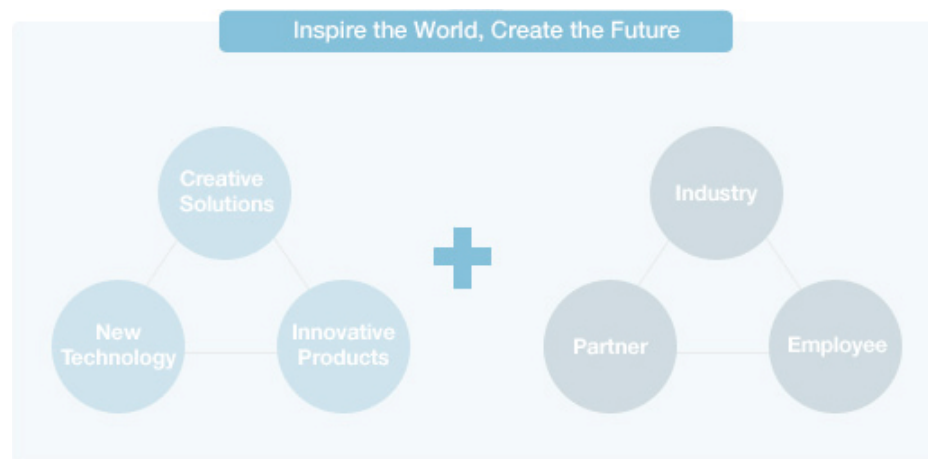 Inspire the World, Create the Future
Creative
Solutions
New
Technology
Innovative
Products
Industry
Partner
Employee